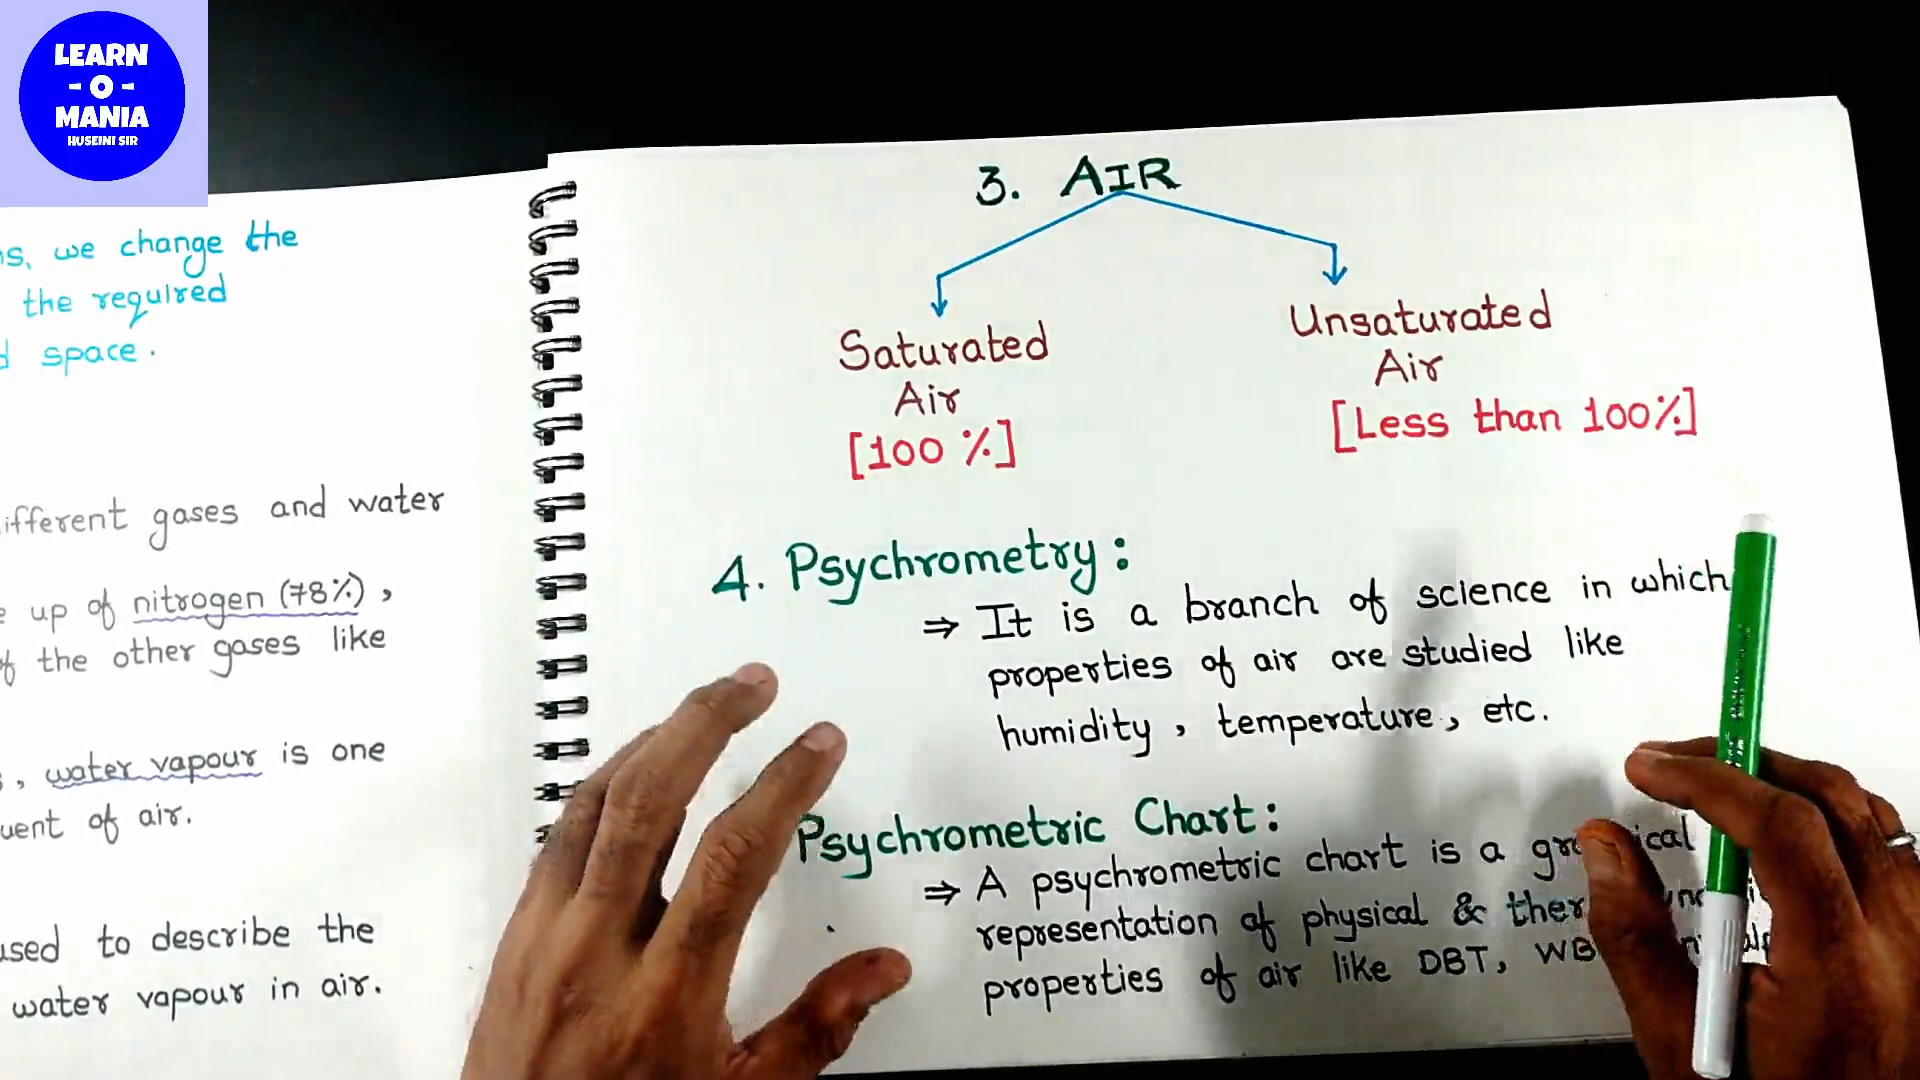 LEARN
- O -
MANIA
HUSEINI SIR
we change the
the required
space.
gases and water
up of nitrogen (78%),
the other gases like
, water vapour is one
of air.
to describe the
water vapour in air.
3. AIR
Saturated
Air
[100 %]
Unsaturated
Air
[Less than 100%]
4. Psychrometry:
⇒ It is a branch of science in which
properties of air are studied like
humidity, temperature, etc.
Psychrometric Chart:
⇒ A psychrometric chart is a
representation of physical &
properties of air like DBT,